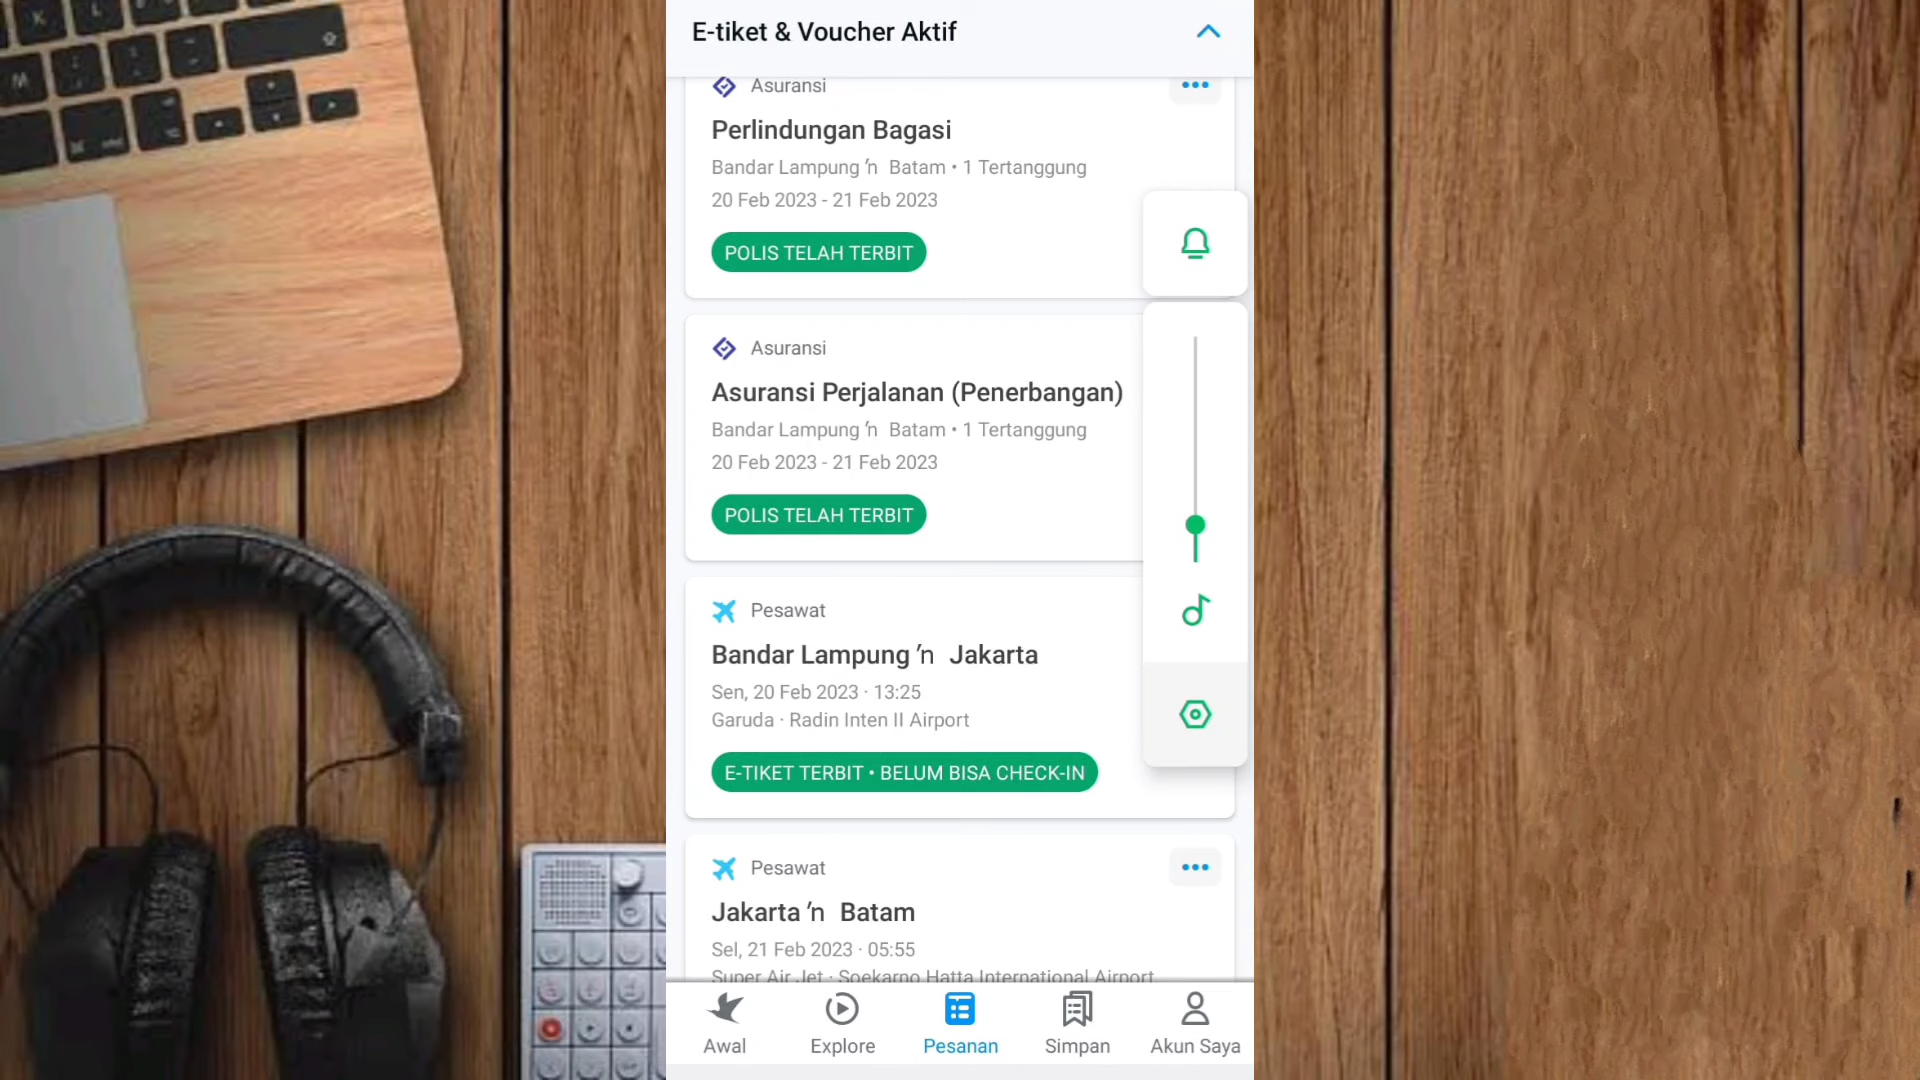 E-tiket & Voucher Aktif
Asuransi
Perlindungan Bagasi
Bandar Lampung 'n Batam • 1 Tertanggung
20 Feb 2023 - 21 Feb 2023
POLIS TELAH TERBIT
Asuransi
Asuransi Perjalanan (Penerbangan)
Bandar Lampung 'n Batam • 1 Tertanggung
20 Feb 2023 - 21 Feb 2023
POLIS TELAH TERBIT
Pesawat
Bandar Lampung 'n Jakarta
Sen, 20 Feb 2023 · 13:25
Garuda · Radin Inten II Airport
E-TIKET TERBIT • BELUM BISA CHECK-IN
Pesawat
Jakarta 'n Batam
Sel, 21 Feb 2023 · 05:55
Super Air Jet · Soekarno Hatta International Airport
Awal
Explore
Pesanan
Simpan
Akun Saya